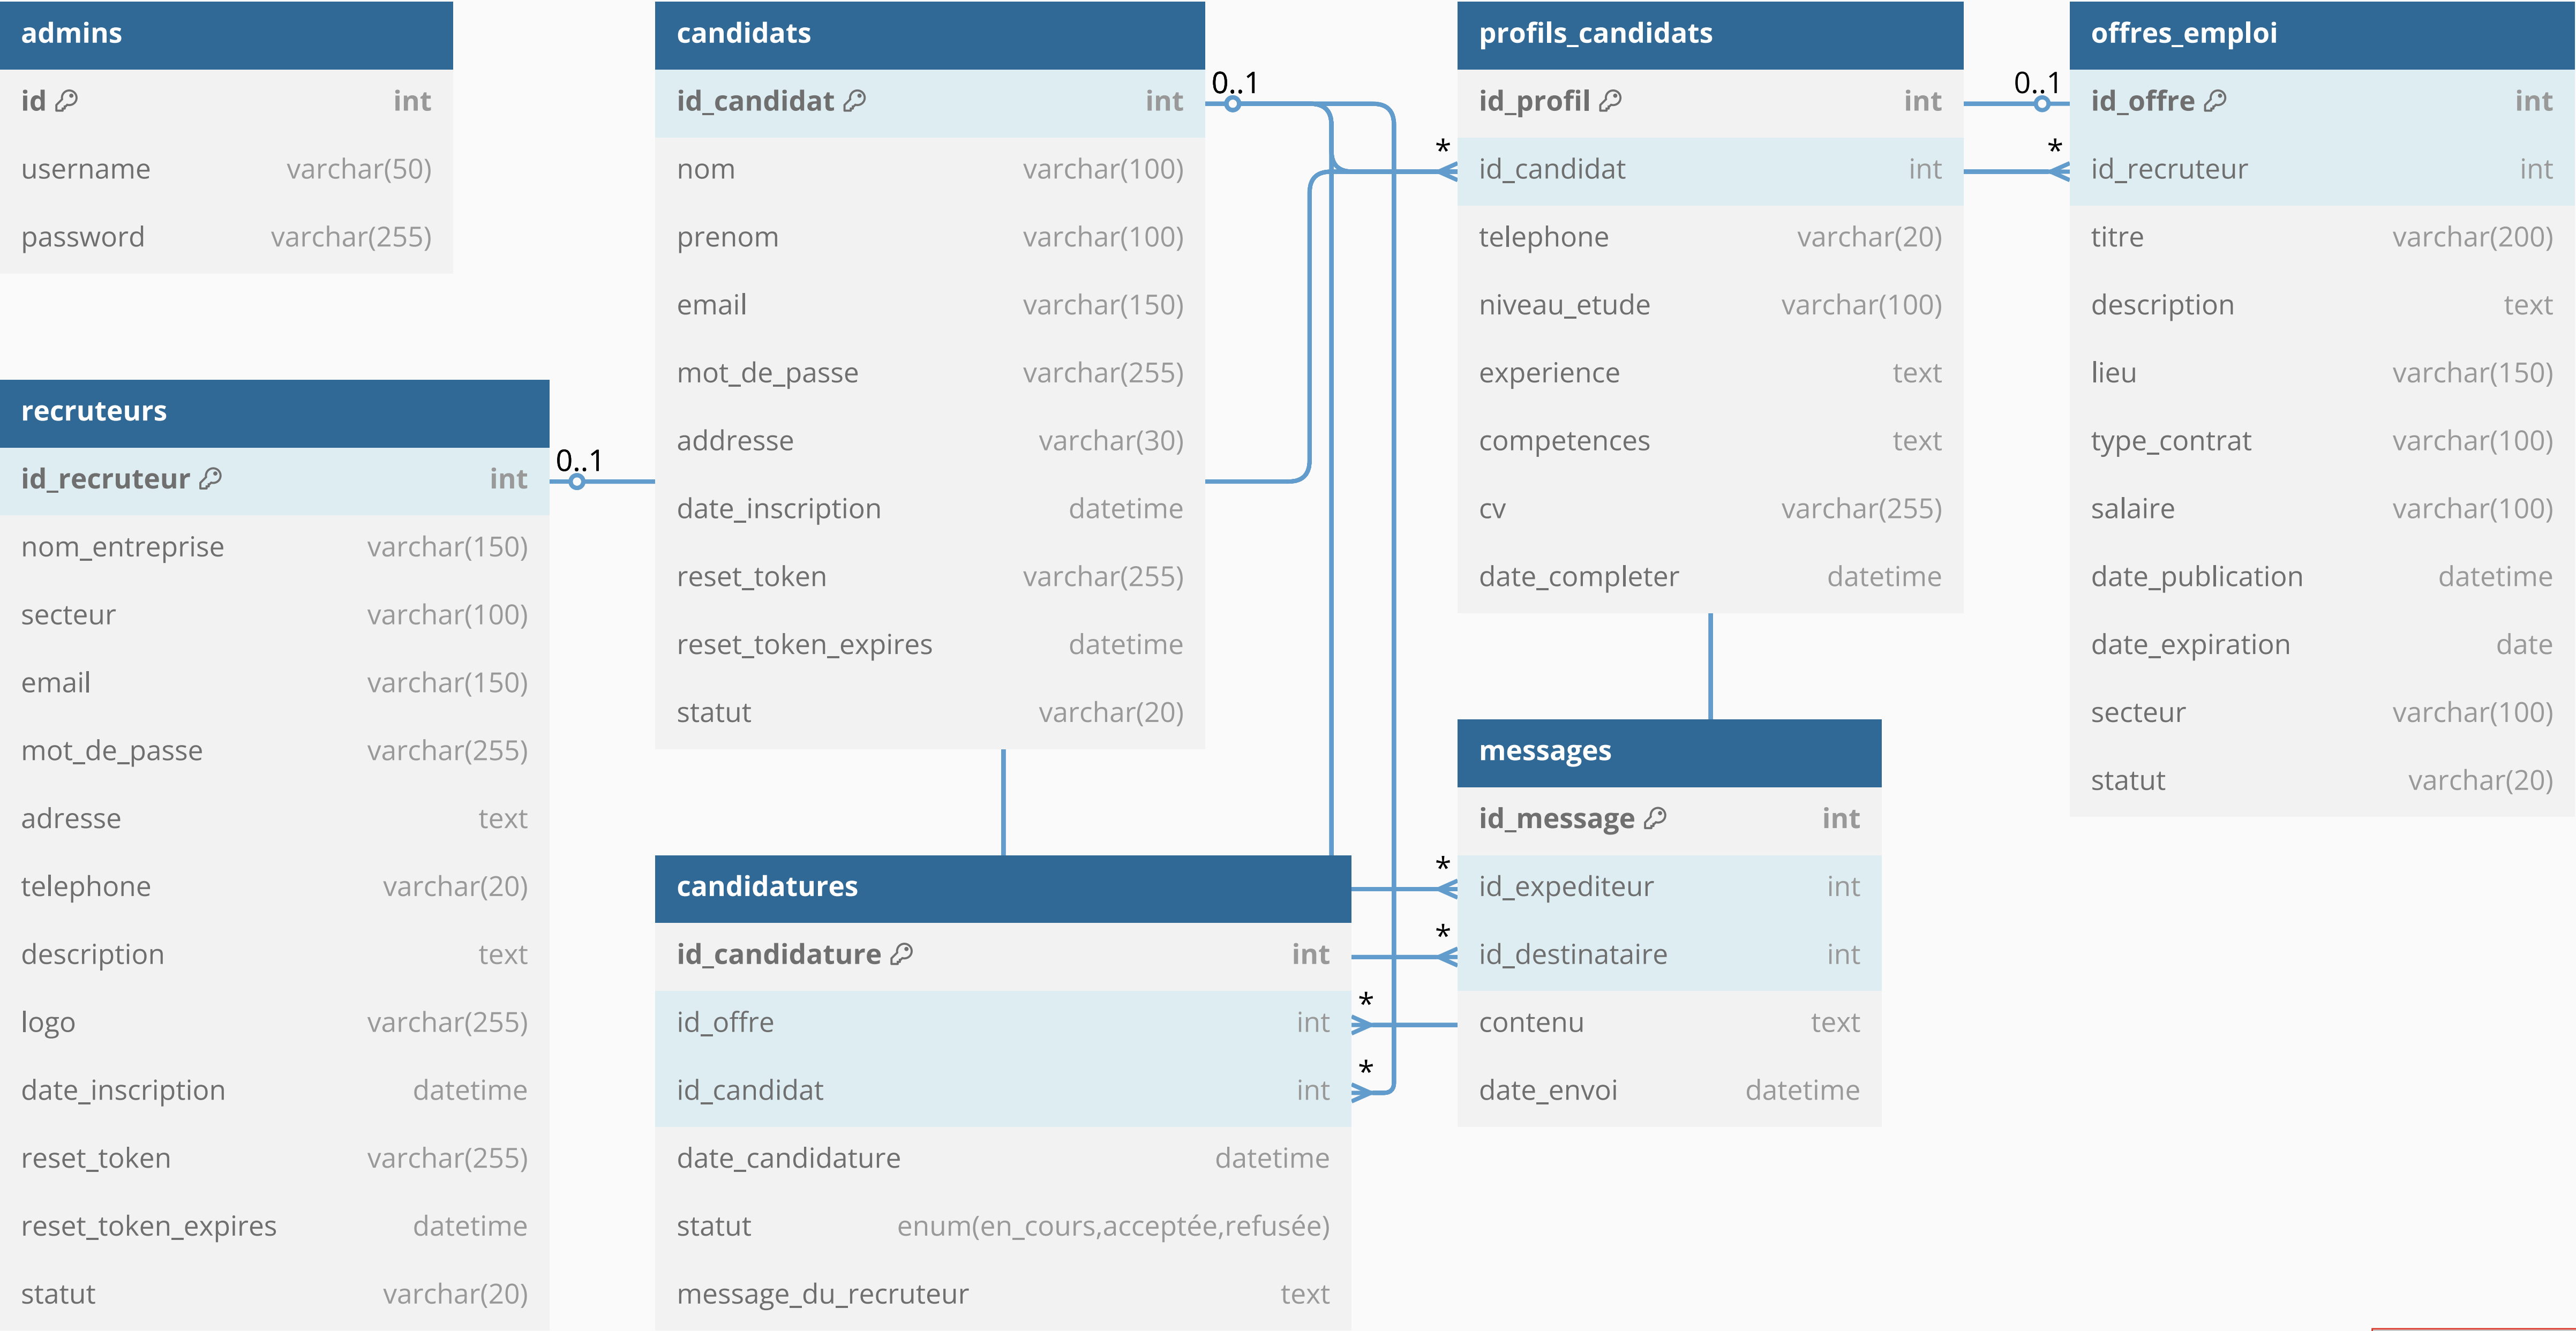 admins
id int
username varchar(50)
password varchar(255)
recruteurs
id_recruteur int
nom_entreprise varchar(150)
secteur varchar(100)
email varchar(150)
mot_de_passe varchar(255)
adresse text
telephone varchar(20)
description text
logo varchar(255)
date_inscription datetime
reset_token varchar(255)
reset_token_expires datetime
statut varchar(20)
0..1
candidats
id_candidat int
nom varchar(100)
prenom varchar(100)
email varchar(150)
mot_de_passe varchar(255)
addresse varchar(30)
date_inscription datetime
reset_token varchar(255)
reset_token_expires datetime
statut varchar(20)
0..1
candidatures
id_candidature int
id_offre int
id_candidat int
date_candidature datetime
statut enum(en_cours,acceptée,refusée)
message_du_recruteur text
*
*
profils_candidats
id_profil int
* id_candidat int
telephone varchar(20)
niveau_etude varchar(100)
experience text
competences text
cv varchar(255)
date_completer datetime
messages
id_message int
* id_expediteur int
* id_destinataire int
contenu text
date_envoi datetime
offres_emploi
0..1 id_offre int
* id_recruteur int
titre varchar(200)
description text
lieu varchar(150)
type_contrat varchar(100)
salaire varchar(100)
date_publication datetime
date_expiration date
secteur varchar(100)
statut varchar(20)